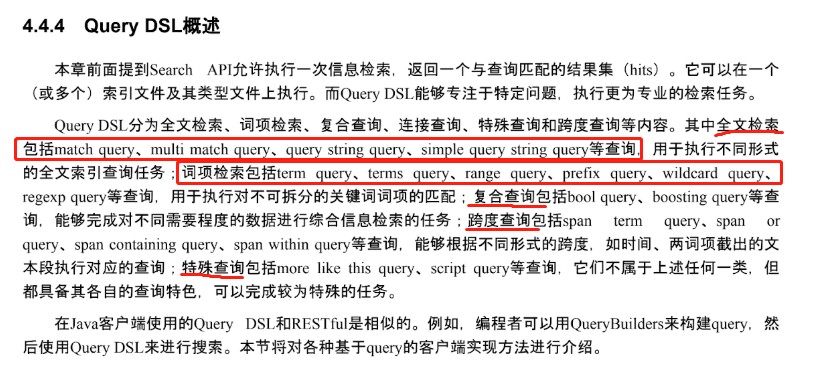 4.4.4 Query DSL概述
本章前面提到Search API允许执行一次信息检索，返回一个与查询匹配的结果集（hits）。它可以在一个
（或多个）索引文件及其类型文件上执行。而Query DSL能够专注于特定问题，执行更为专业的检索任务。
Query DSL分为全文检索、词项检索、复合查询、连接查询、特殊查询和跨度查询等内容。其中全文检索
包括match query、multi match query、query string query、simple query string query等查询，用于执行不同形式
的全文索引查询任务；词项检索包括term query、terms query、range query、prefix query、wildcard query、
regexp query等查询，用于执行对不可拆分的关键词词项的匹配；复合查询包括bool query、boosting query等查
询，能够完成对不同需要程度的数据进行综合信息检索的任务；跨度查询包括span term query、span or
query、span containing query、span within query等查询，能够根据不同形式的跨度，如时间、两词项截出的文
本段执行对应的查询；特殊查询包括more like this query、script query等查询，它们不属于上述任何一类，但
都具备其各自的查询特色，可以完成较为特殊的任务。
在Java客户端使用的Query DSL和RESTful是相似的。例如，编程者可以用QueryBuilders来构建query，然
后使用Query DSL来进行搜索。本节将对各种基于query的客户端实现方法进行介绍。